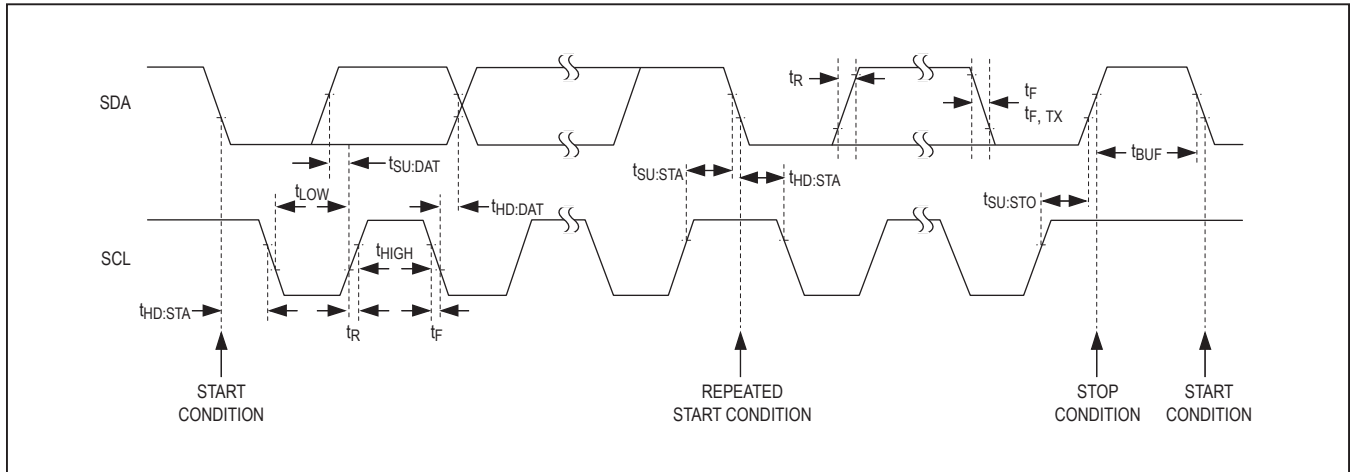 SDA
tR
tF
tF, TX
tSU:DAT
tLOW
tHD:DAT
tSU:STA
tHD:STA
tBUF
tSU:STO
SCL
tHIGH
tHD:STA
tR
tF
START
CONDITION
REPEATED
START CONDITION
STOP
CONDITION
START
CONDITION